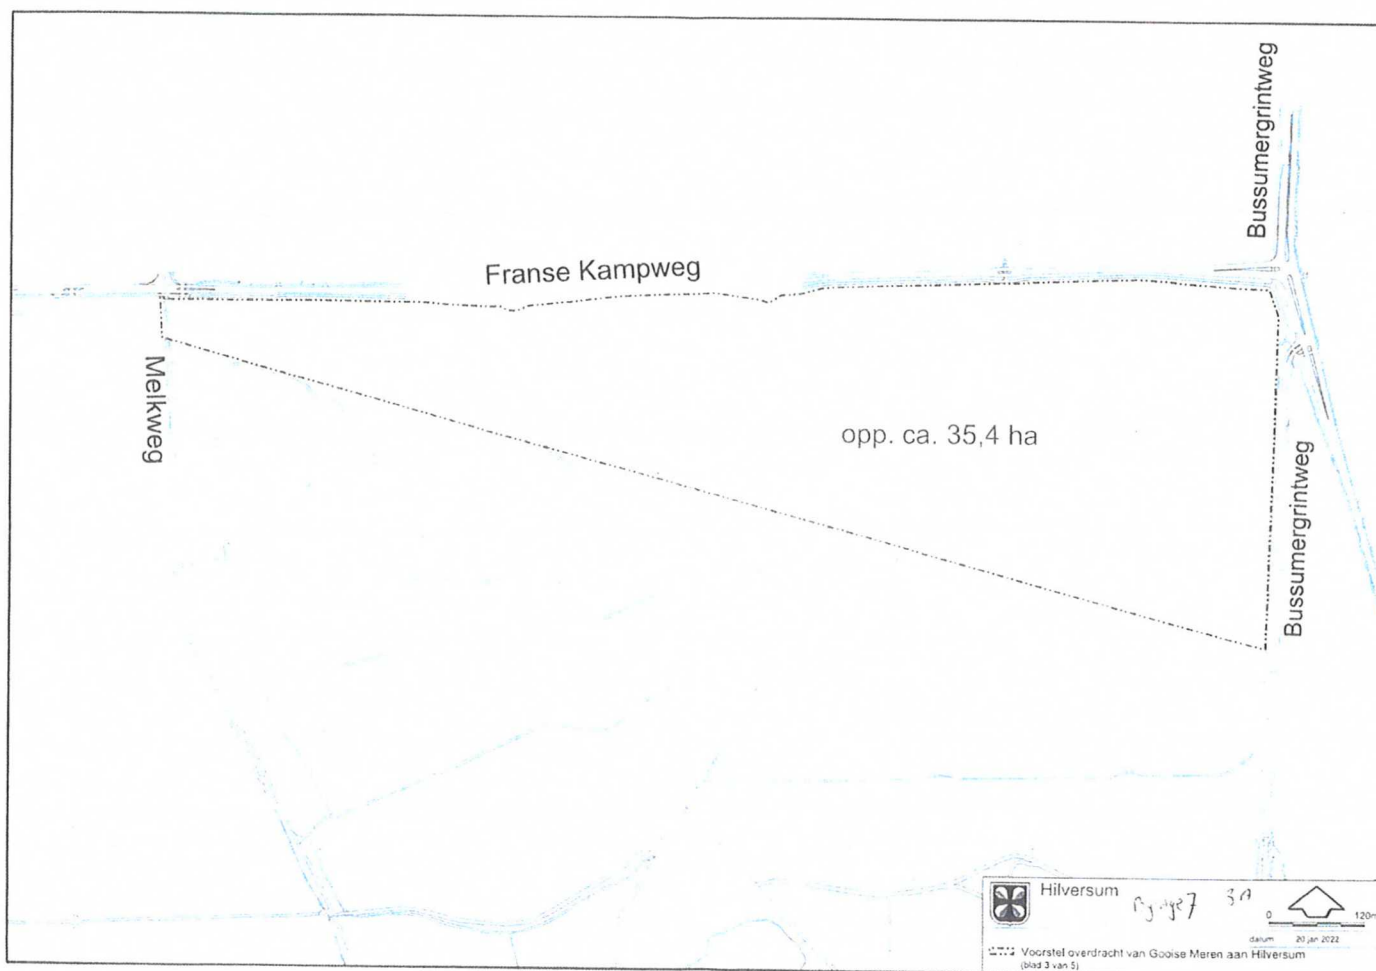 Bussumergrintweg
Franse Kampweg
Melkweg
opp. ca. 35,4 ha
Bussumergrintweg
Hilversum
3A
0 120m
datum 20 jan 2022
Voorstel overdracht van Gooise Meren aan Hilversum
(blad 3 van 5)